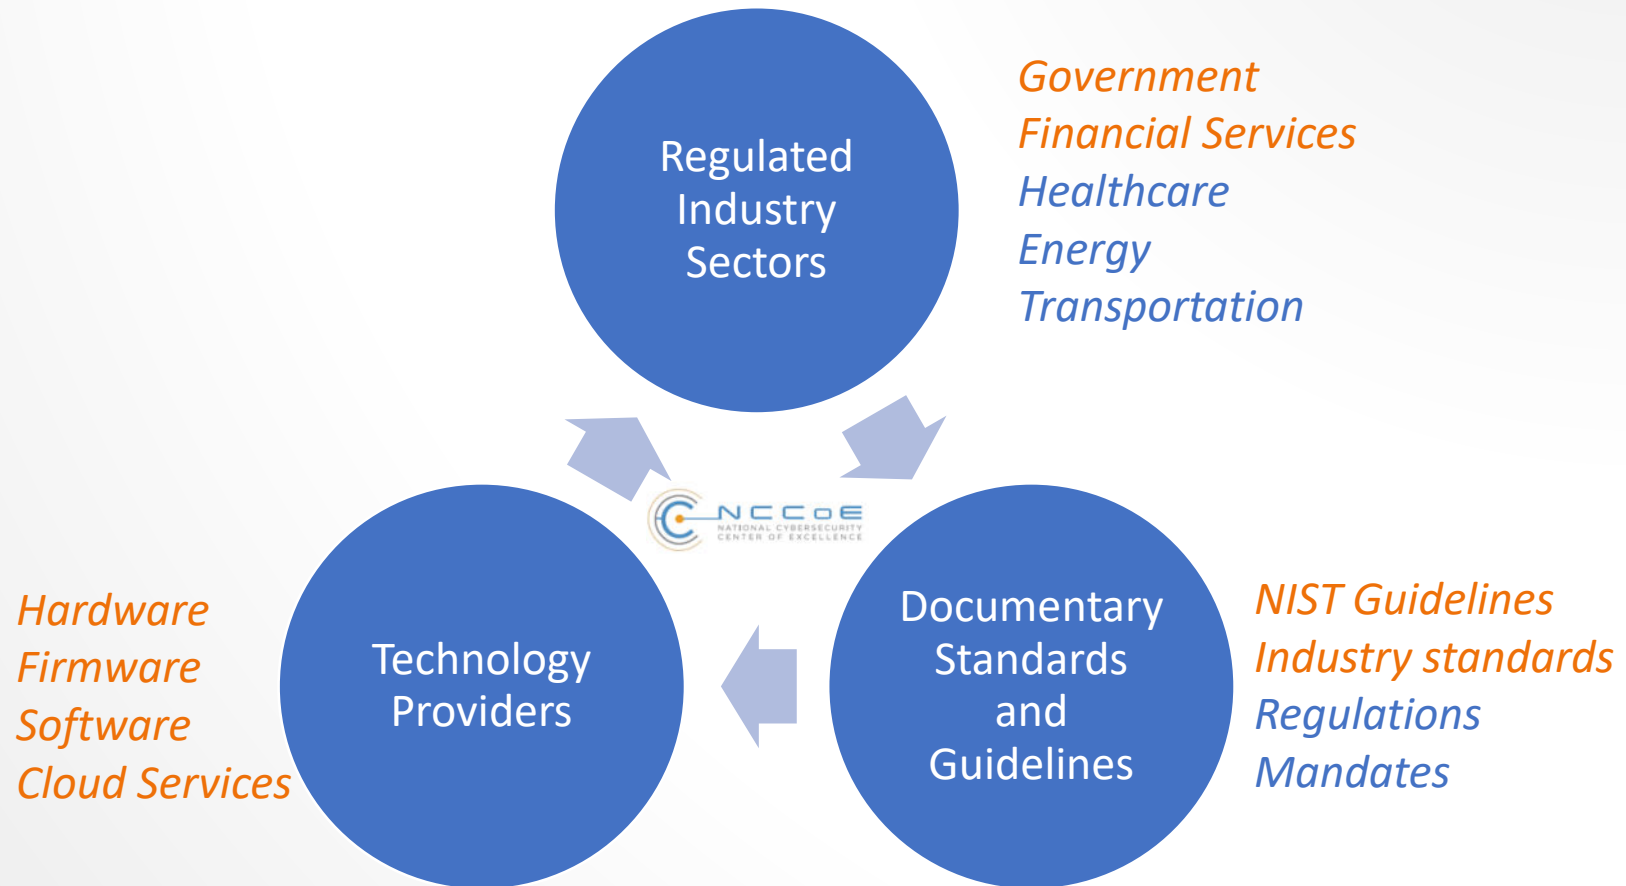 Regulated
Industry
Sectors
Government
Financial Services
Healthcare
Energy
Transportation
NCCoE
NATIONAL CYBERSECURITY
CENTER OF EXCELLENCE
Hardware
Firmware
Software
Cloud Services
Technology
Providers
Documentary
Standards
and
Guidelines
NIST Guidelines
Industry standards
Regulations
Mandates